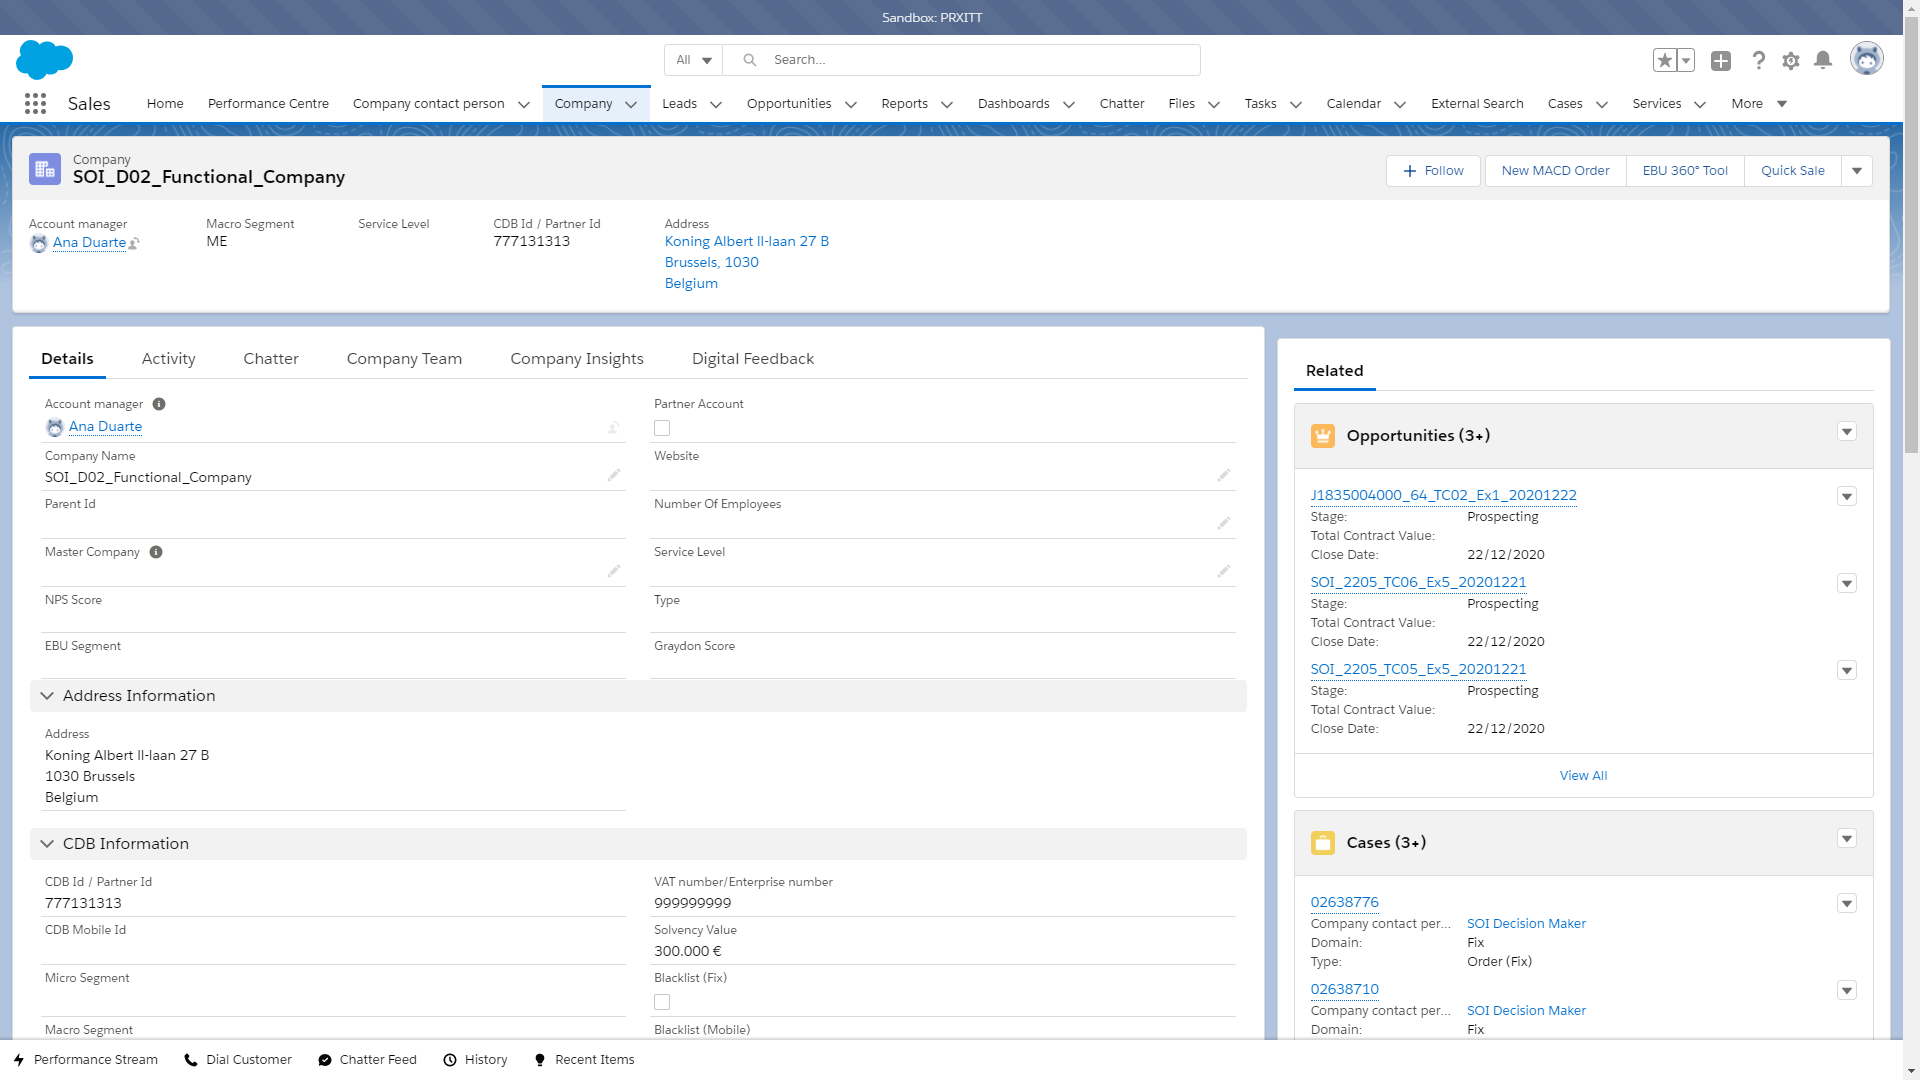 Sandbox: PRXITT
All
Search...
Sales
Home
Performance Centre
Company contact person
Company
Leads
Opportunities
Reports
Dashboards
Chatter
Files
Tasks
Calendar
External Search
Cases
Services
More
Company
SOI_D02_Functional_Company
Follow
New MACD Order
EBU 360° Tool
Quick Sale
Account manager
Ana Duarte
Macro Segment
ME
Service Level
CDB Id / Partner Id
777131313
Address
Koning Albert II-laan 27 B
Brussels, 1030
Belgium
Details
Activity
Chatter
Company Team
Company Insights
Digital Feedback
Account manager
Ana Duarte
Partner Account
Company Name
SOI_D02_Functional_Company
Website
Parent Id
Number Of Employees
Master Company
Service Level
NPS Score
Type
EBU Segment
Graydon Score
Address Information
Address
Koning Albert II-laan 27 B
1030 Brussels
Belgium
CDB Information
CDB Id / Partner Id
777131313
VAT number/Enterprise number
999999999
CDB Mobile Id
Solvency Value
300.000 €
Micro Segment
Blacklist (Fix)
Macro Segment
Blacklist (Mobile)
Related
Opportunities (3+)
J1835004000_64_TC02_Ex1_20201222
Stage: Prospecting
Total Contract Value:
Close Date: 22/12/2020
SOI_2205_TC06_Ex5_20201221
Stage: Prospecting
Total Contract Value:
Close Date: 22/12/2020
SOI_2205_TC05_Ex5_20201221
Stage: Prospecting
Total Contract Value:
Close Date: 22/12/2020
View All
Cases (3+)
02638776
Company contact per... SOI Decision Maker
Domain: Fix
Type: Order (Fix)
02638710
Company contact per... SOI Decision Maker
Domain: Fix
Performance Stream
Dial Customer
Chatter Feed
History
Recent Items